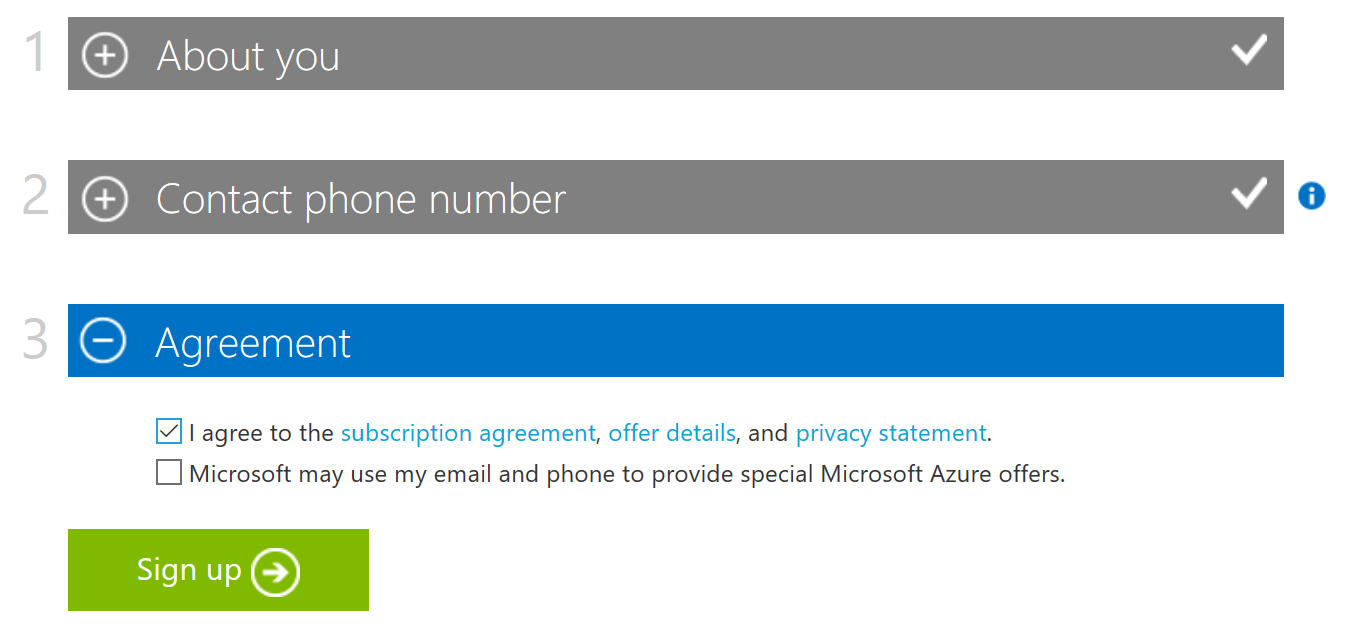 1 About you
2 Contact phone number
3 Agreement
I agree to the subscription agreement, offer details, and privacy statement.
Microsoft may use my email and phone to provide special Microsoft Azure offers.
Sign up